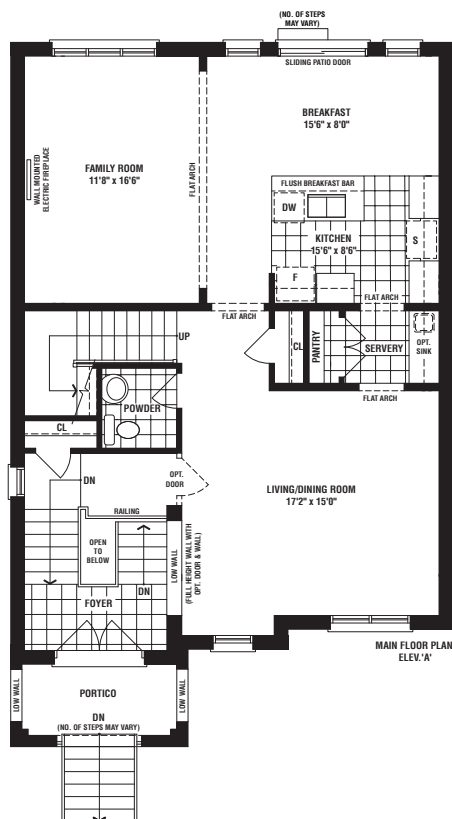 (NO. OF STEPS
MAY VARY)
SLIDING PATIO DOOR
BREAKFAST
15'6" x 8'0"
FAMILY ROOM
11'8" x 16'6"
WALL MOUNTED
ELECTRIC FIREPLACE
FLAT ARCH
FLUSH BREAKFAST BAR
DW
KITCHEN
15'6" x 8'6"
S
F
FLAT ARCH
FLAT ARCH
UP
CL
PANTRY
SERVERY
OPT.
SINK
FLAT ARCH
POWDER
CL
DN
OPT.
DOOR
LIVING/DINING ROOM
17'2" x 15'0"
RAILING
OPEN
TO
BELOW
DN
LOW WALL
(FULL HEIGHT WALL WITH
OPT. DOOR & WALL)
FOYER
MAIN FLOOR PLAN
ELEV.'A'
LOW WALL
PORTICO
LOW WALL
DN
(NO. OF STEPS MAY VARY)